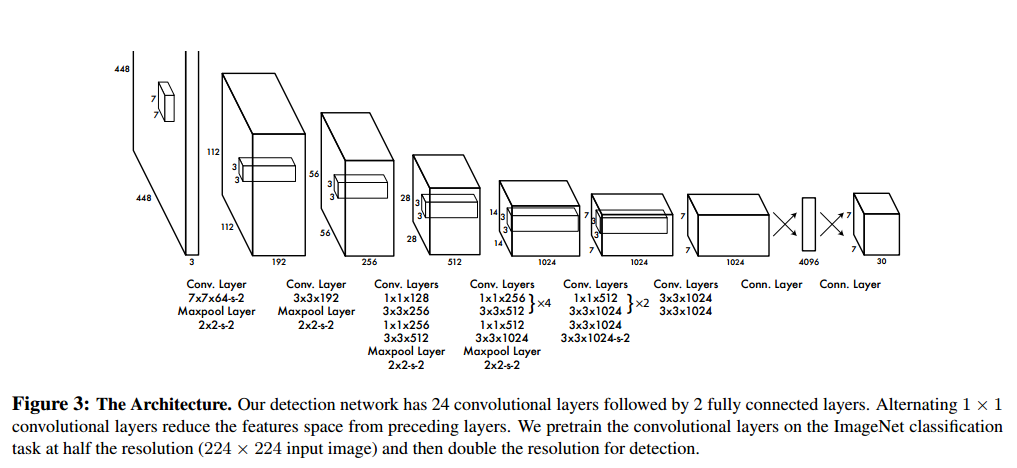 448
7
7
448
3
112
3
3
112
192
56
3
3
56
256
28
3
3
28
512
14
3
3
14
1024
7
3
3
7
1024
7
7
1024
4096
7
7
30
Conv. Layer
7x7x64-s-2
Maxpool Layer
2x2-s-2
Conv. Layer
3x3x192
Maxpool Layer
2x2-s-2
Conv. Layers
1x1x128
3x3x256
1x1x256
3x3x512
Maxpool Layer
2x2-s-2
Conv. Layers
1x1x256
3x3x512
}×4
1x1x512
3x3x1024
Maxpool Layer
2x2-s-2
Conv. Layers
1x1x512
3x3x1024
}×2
3x3x1024
3x3x1024-s-2
Conv. Layers
3x3x1024
3x3x1024
Conn. Layer
Conn. Layer
Figure 3: The Architecture. Our detection network has 24 convolutional layers followed by 2 fully connected layers. Alternating 1 × 1
convolutional layers reduce the features space from preceding layers. We pretrain the convolutional layers on the ImageNet classification
task at half the resolution (224 × 224 input image) and then double the resolution for detection.